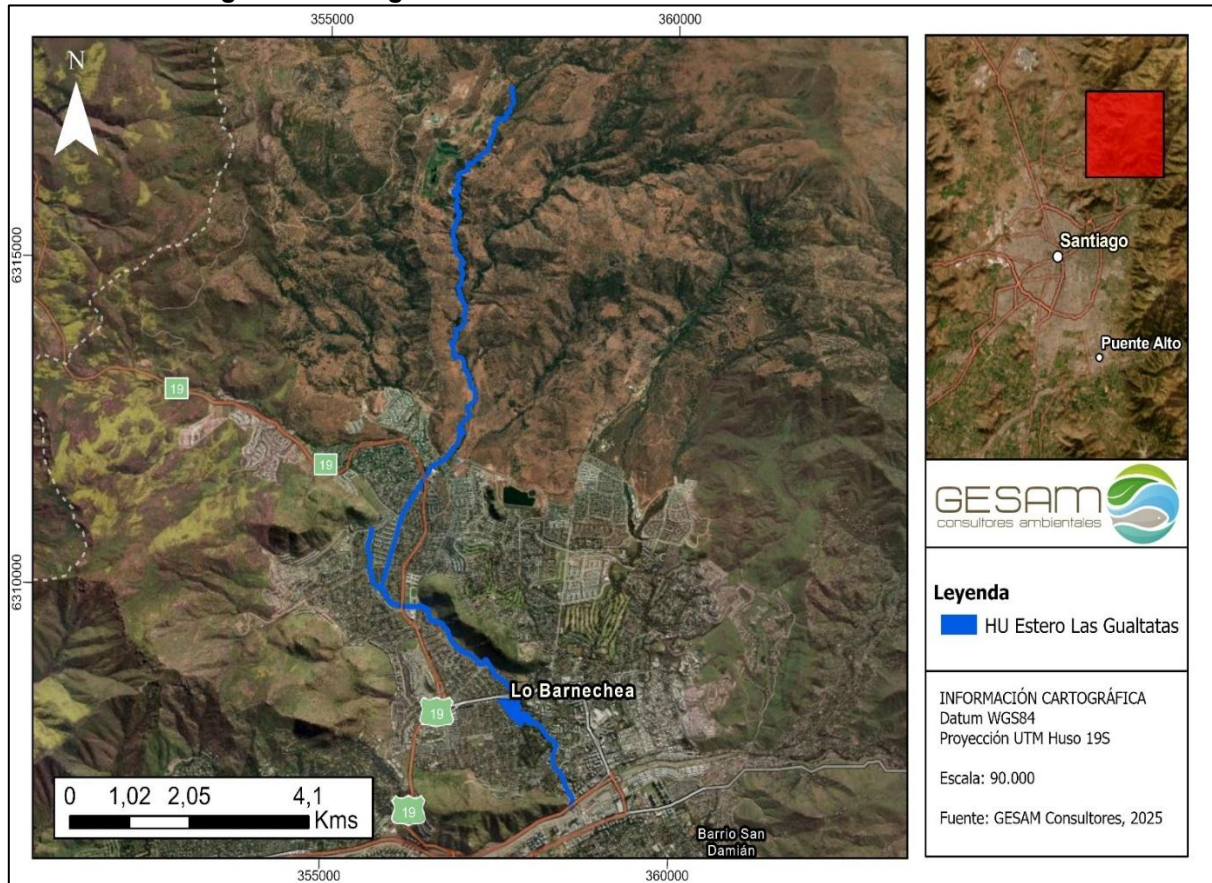 355000
360000
N
6315000
19
19
6310000
Lo Barnechea
19
0 1,02 2,05 4,1
Kms
19
Barrio San
Damián
355000
360000
Santiago
Puente Alto
GESAM
consultores ambientales
Leyenda
HU Estero Las Gualtatas
INFORMACIÓN CARTOGRÁFICA
Datum WGS84
Proyección UTM Huso 19S
Escala: 90.000
Fuente: GESAM Consultores, 2025